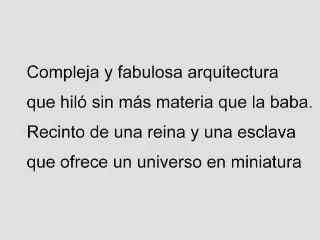 Compleja y fabulosa arquitectura
que hiló sin más materia que la baba.
Recinto de una reina y una esclava
que ofrece un universo en miniatura